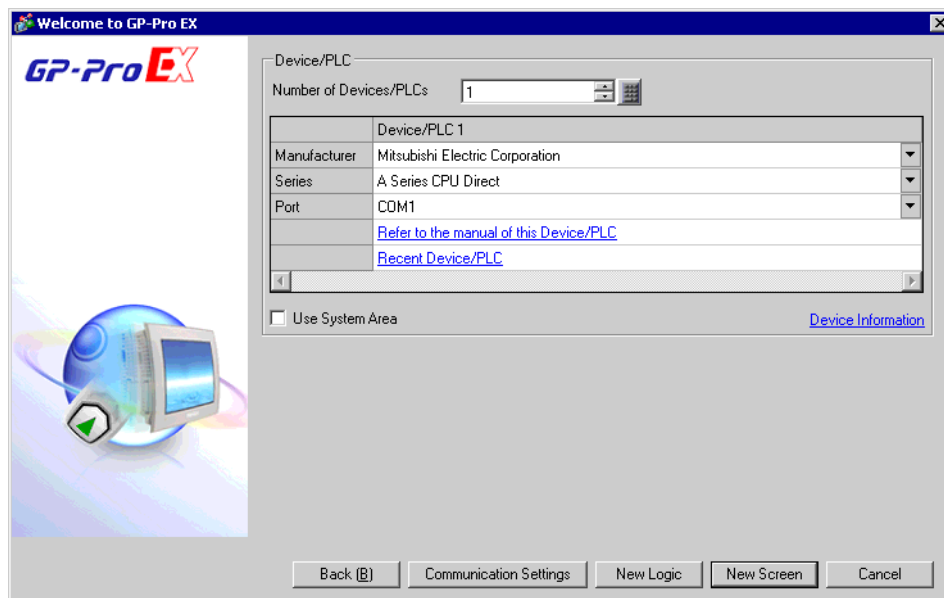 Welcome to GP-Pro EX
GP-Pro EX
Device/PLC
Number of Devices/PLCs 1
Device/PLC 1
Manufacturer Mitsubishi Electric Corporation
Series A Series CPU Direct
Port COM1
Refer to the manual of this Device/PLC
Recent Device/PLC
Use System Area Device Information
Back (B) Communication Settings New Logic New Screen Cancel